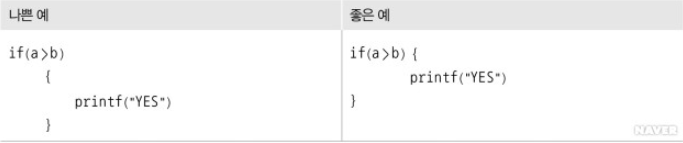 나쁜 예
좋은 예
if(a>b)
{
printf("YES")
}
if(a>b) {
printf("YES")
}
NAVER